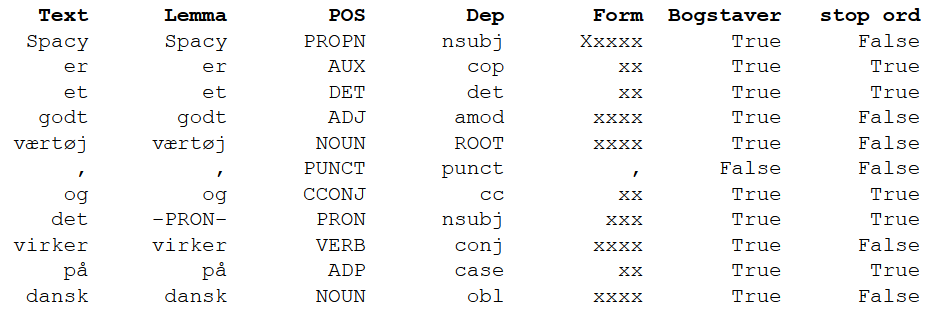 Text Lemma POS Dep Form Bogstaver stop ord
Spacy Spacy PROPN nsubj Xxxxx True False
er er AUX cop xx True True
et et DET det xx True True
godt godt ADJ amod xxxx True False
værtøj værtøj NOUN ROOT xxxx True False
, , PUNCT punct , False False
og og CCONJ cc xx True True
det -PRON- PRON nsubj xxx True True
virker virker VERB conj xxxx True False
på på ADP case xx True True
dansk dansk NOUN obl xxxx True False